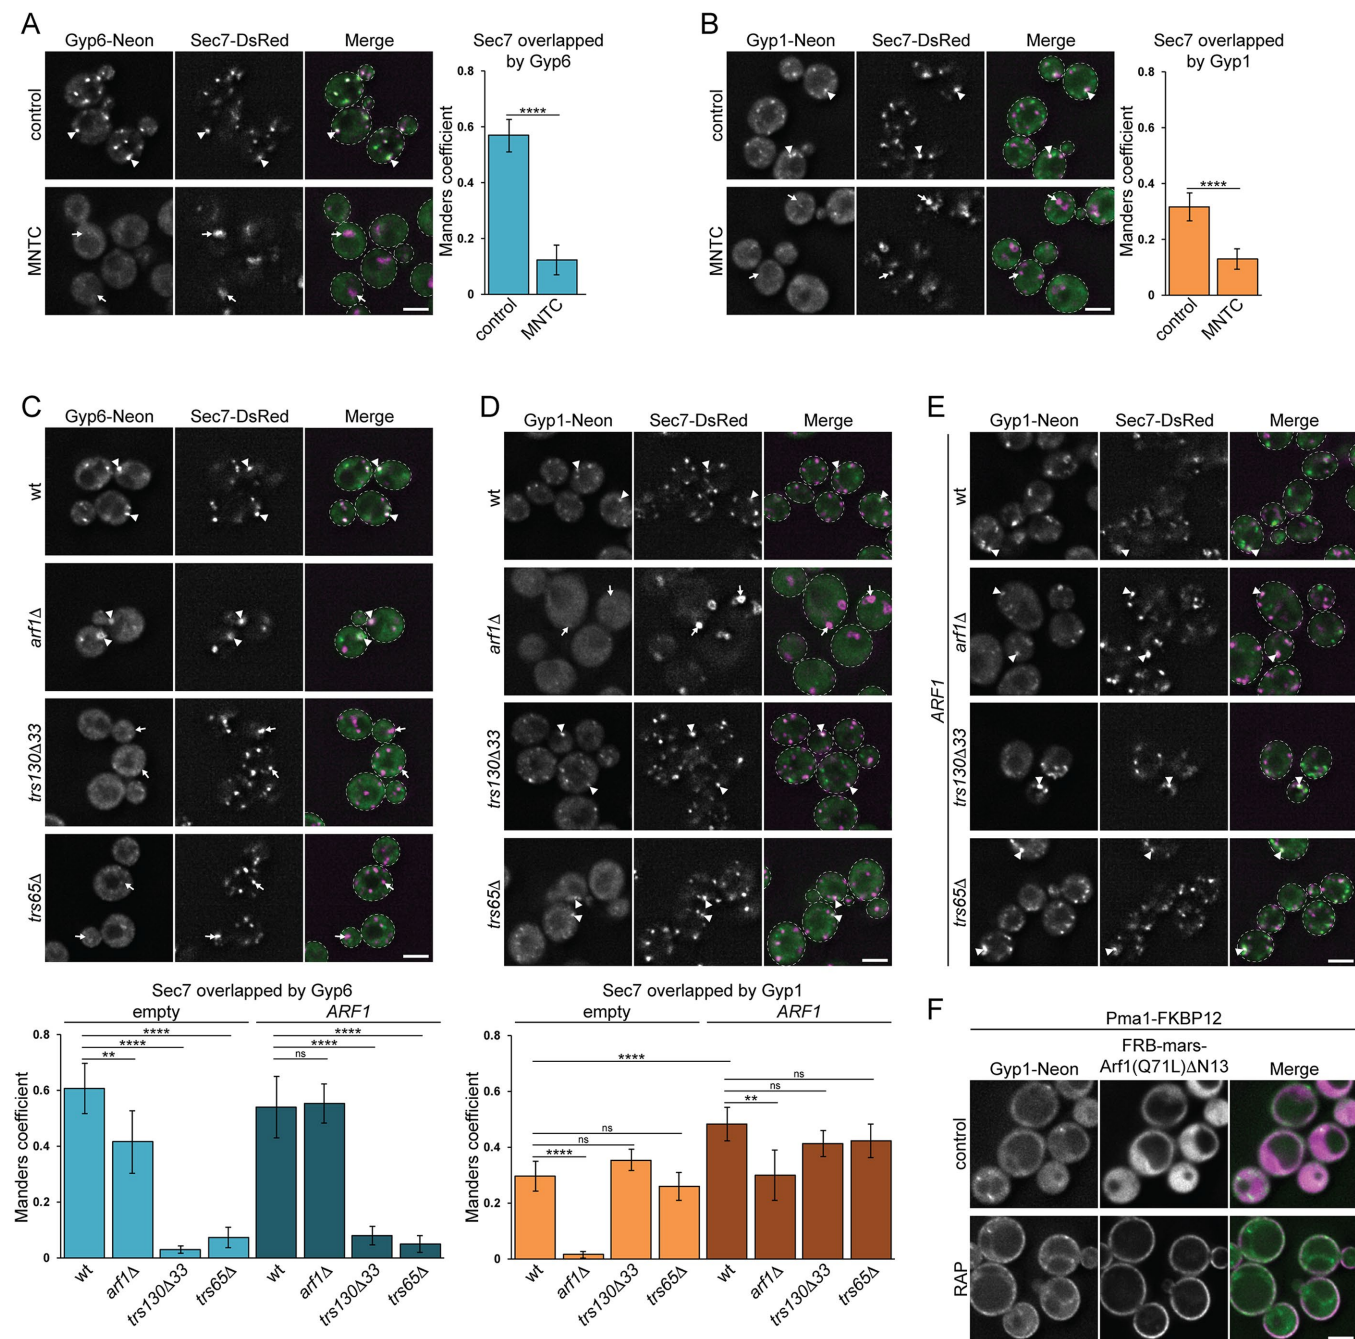 A
Gyp6-Neon Sec7-DsRed Merge
Sec7 overlapped
by Gyp6
control
MNTC
Manders coefficient
0.8
0.6
0.4
0.2
0
****
control
MNTC
B
Gyp1-Neon Sec7-DsRed Merge
Sec7 overlapped
by Gyp1
control
MNTC
Manders coefficient
0.8
0.6
0.4
0.2
0
****
control
MNTC
C
Gyp6-Neon Sec7-DsRed Merge
wt
arf1Δ
trs130Δ33
trs65Δ
Sec7 overlapped by Gyp6
empty ARF1
Manders coefficient
0.8
0.6
0.4
0.2
0
****
****
**
****
****
ns
wt
arf1Δ
trs130Δ33
trs65Δ
wt
arf1Δ
trs130Δ33
trs65Δ
D
Gyp1-Neon Sec7-DsRed Merge
wt
arf1Δ
trs130Δ33
trs65Δ
E
Gyp1-Neon Sec7-DsRed Merge
ARF1
wt
arf1Δ
trs130Δ33
trs65Δ
Sec7 overlapped by Gyp1
empty ARF1
Manders coefficient
0.8
0.6
0.4
0.2
0
****
ns
ns
****
ns
ns
**
wt
arf1Δ
trs130Δ33
trs65Δ
wt
arf1Δ
trs130Δ33
trs65Δ
F
Pma1-FKBP12
FRB-mars-
Gyp1-Neon Arf1(Q71L)ΔN13 Merge
control
RAP